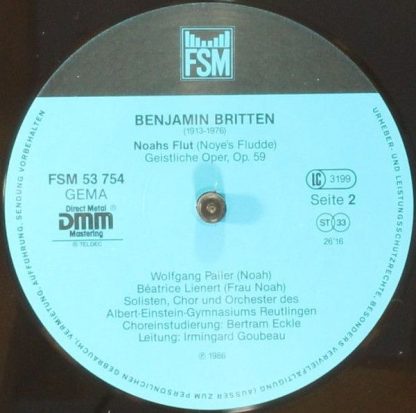 FSM
BENJAMIN BRITTEN
(1913-1976)
Noahs Flut (Noye's Fludde)
Geistliche Oper, Op. 59
FSM 53 754
GEMA
Direct Metal ®
DMM
Mastering
® TELDEC
LC 3199
Seite 2
ST 33
26'16
Wolfgang Pailer (Noah)
Béatrice Lienert (Frau Noah)
Solisten, Chor und Orchester des
Albert-Einstein-Gymnasiums Reutlingen
Choreinstudierung: Bertram Eckle
Leitung: Irmingard Goubeau
℗ 1986
URHEBER- UND LEISTUNGSSCHUTZRECHTE, BESONDERS VERVIELFÄLTIGUNG (AUSSER ZUM PERSÖNLICHEN GEBRAUCH), VERMIETUNG, AUFFÜHRUNG, SENDUNG VORBEHALTEN